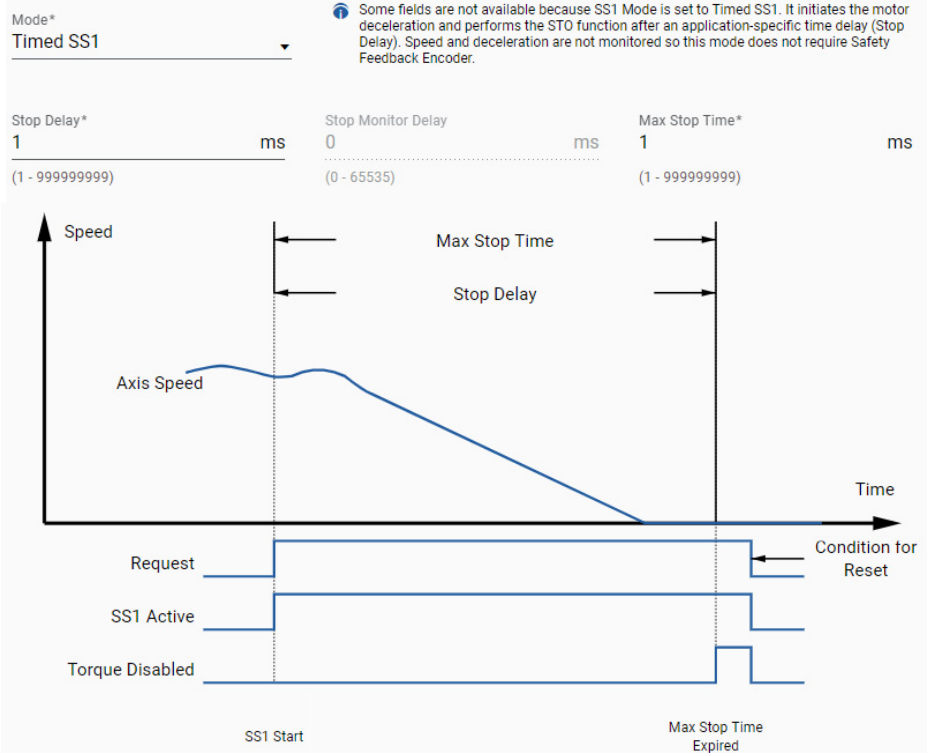 Mode*
Timed SS1
Some fields are not available because SS1 Mode is set to Timed SS1. It initiates the motor
deceleration and performs the STO function after an application-specific time delay (Stop
Delay). Speed and deceleration are not monitored so this mode does not require Safety
Feedback Encoder.
Stop Delay*
1 ms
(1 - 999999999)
Stop Monitor Delay
0 ms
(0 - 65535)
Max Stop Time*
1 ms
(1 - 999999999)
Speed
Max Stop Time
Stop Delay
Axis Speed
Time
Request
Condition for
Reset
SS1 Active
Torque Disabled
SS1 Start
Max Stop Time
Expired